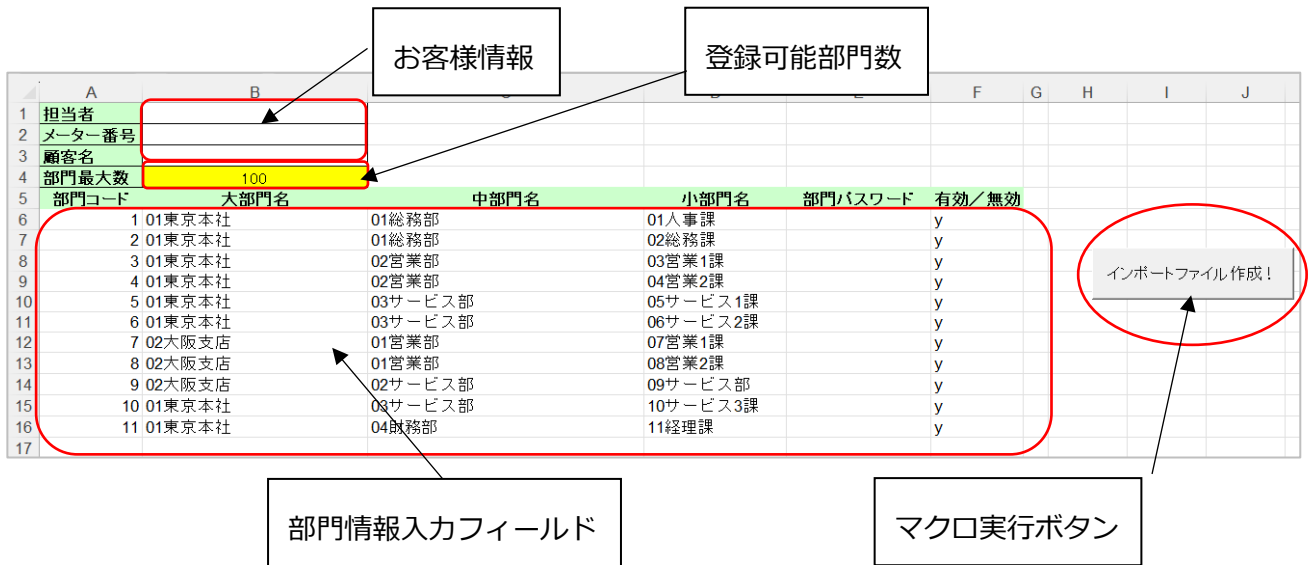 お客様情報
登録可能部門数
A B F G H I J
1 担当者
2 メーター番号
3 顧客名
4 部門最大数 100
5 部門コード 大部門名 中部門名 小部門名 部門パスワード 有効/無効
6 1 01東京本社 01総務部 01人事課 y
7 2 01東京本社 01総務部 02総務課 y
8 3 01東京本社 02営業部 03営業1課 y
9 4 01東京本社 02営業部 04営業2課 y
10 5 01東京本社 03サービス部 05サービス1課 y
11 6 01東京本社 03サービス部 06サービス2課 y
12 7 02大阪支店 01営業部 07営業1課 y
13 8 02大阪支店 01営業部 08営業2課 y
14 9 02大阪支店 02サービス部 09サービス部 y
15 10 01東京本社 03サービス部 10サービス3課 y
16 11 01東京本社 04財務部 11経理課 y
17
インポートファイル作成!
部門情報入力フィールド
マクロ実行ボタン